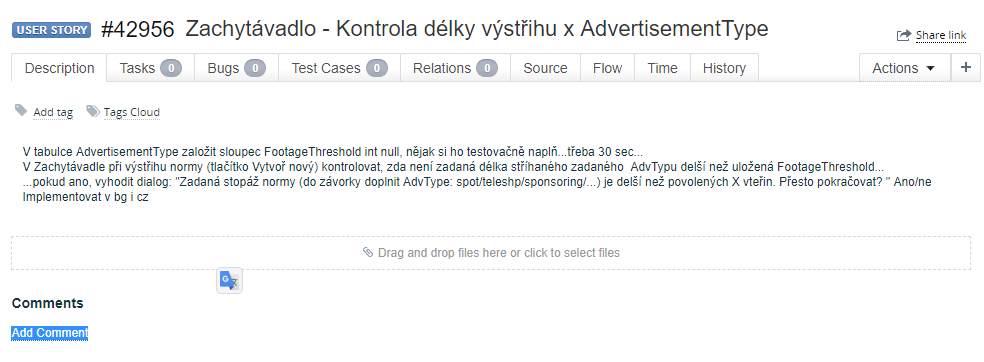 USER STORY #42956 Zachytávadlo - Kontrola délky výstřihu x AdvertisementType
Share link
Description Tasks 0 Bugs 0 Test Cases 0 Relations 0 Source Flow Time History Actions +
Add tag Tags Cloud
V tabulce AdvertisementType založit sloupec FootageThreshold int null, nějak si ho testovačně naplň...třeba 30 sec...
V Zachytávadle při výstřihu normy (tlačítko Vytvoř nový) kontrolovat, zda není zadaná délka stříhaného zadaného AdvTypu delší než uložená FootageThreshold...
...pokud ano, vyhodit dialog: "Zadaná stopáž normy (do závorky doplnit AdvType: spot/teleshp/sponsoring/...) je delší než povolených X vteřin. Přesto pokračovat? " Ano/ne
Implementovat v bg i cz
Drag and drop files here or click to select files
G
Comments
Add Comment